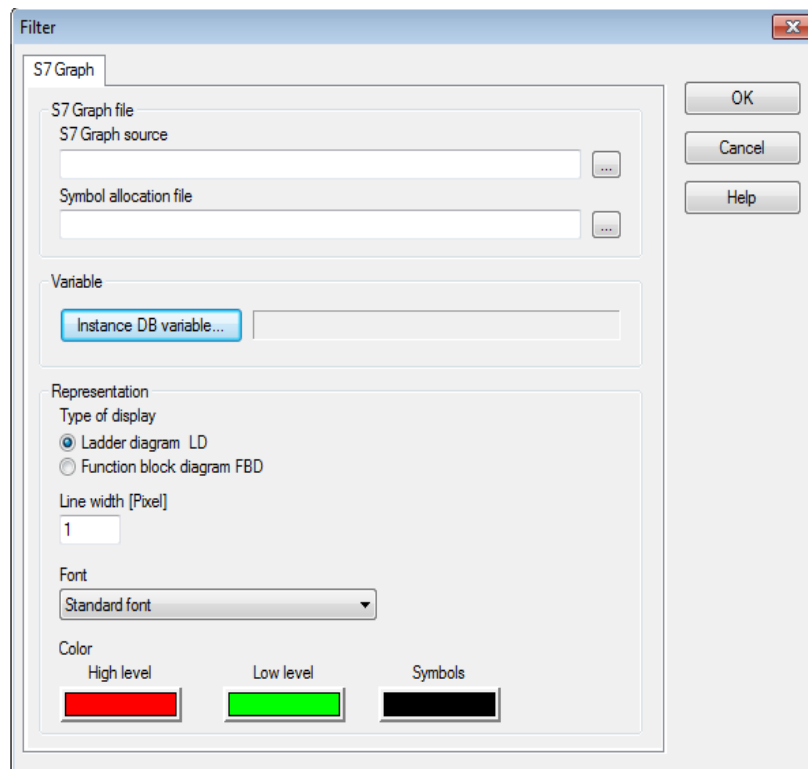 Filter
S7 Graph
S7 Graph file
S7 Graph source
...
Symbol allocation file
...
Variable
Instance DB variable...
Representation
Type of display
Ladder diagram LD
Function block diagram FBD
Line width [Pixel]
1
Font
Standard font
Color
High level Low level Symbols
OK
Cancel
Help